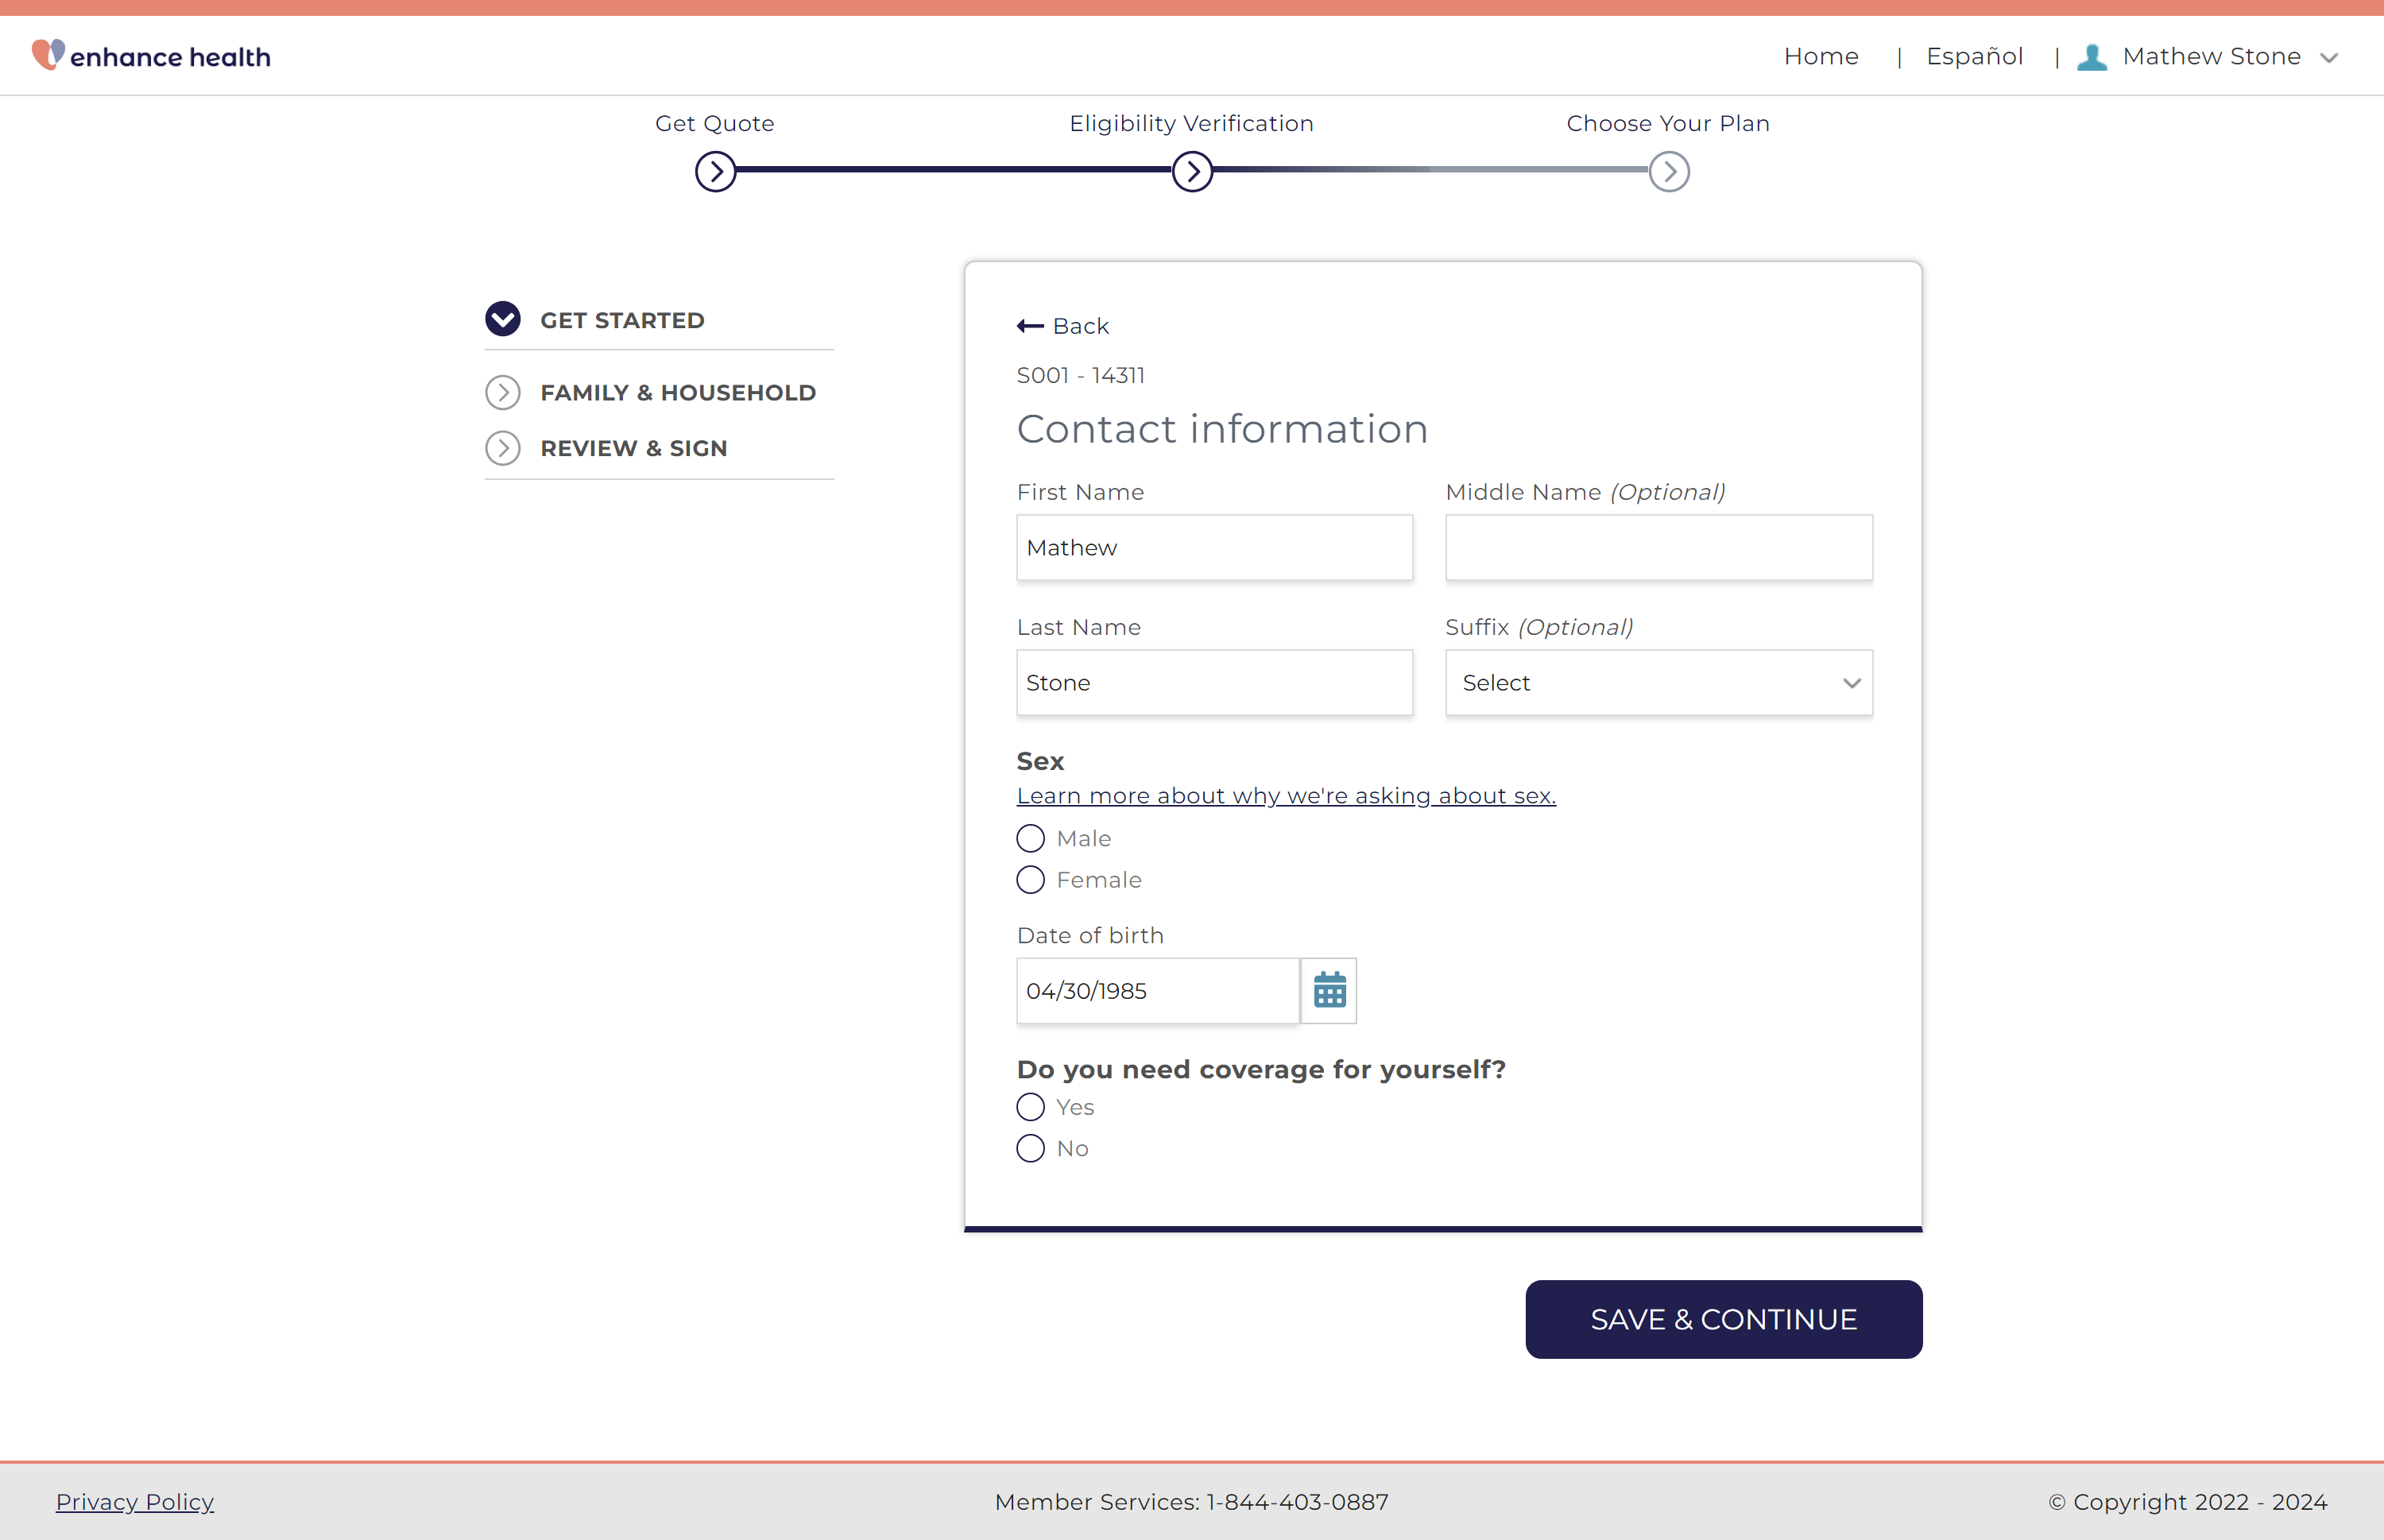 enhance health
Home | Español | Mathew Stone
Get Quote
Eligibility Verification
Choose Your Plan
GET STARTED
FAMILY & HOUSEHOLD
REVIEW & SIGN
Back
S001 - 14311
Contact information
First Name
Middle Name (Optional)
Mathew
Last Name
Suffix (Optional)
Stone
Select
Sex
Learn more about why we're asking about sex.
Male
Female
Date of birth
04/30/1985
Do you need coverage for yourself?
Yes
No
SAVE & CONTINUE
Privacy Policy
Member Services: 1-844-403-0887
© Copyright 2022 - 2024